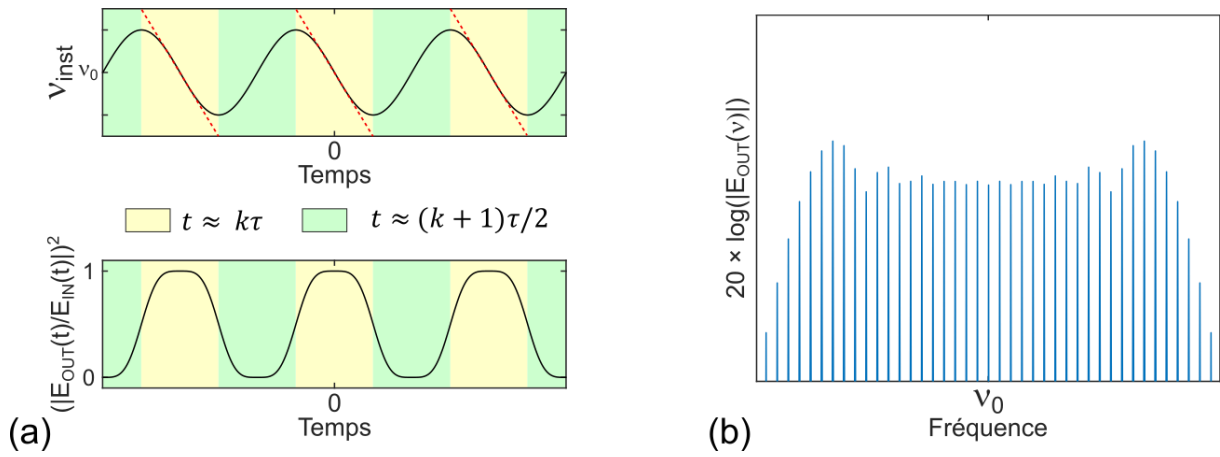 ν_inst
ν₀
0
Temps
t ≈ kτ
t ≈ (k + 1)τ/2
(|E_OUT(t)/E_IN(t)|)²
1
0
0
Temps
(a)
20 × log(|E_OUT(ν)|)
ν₀
Fréquence
(b)